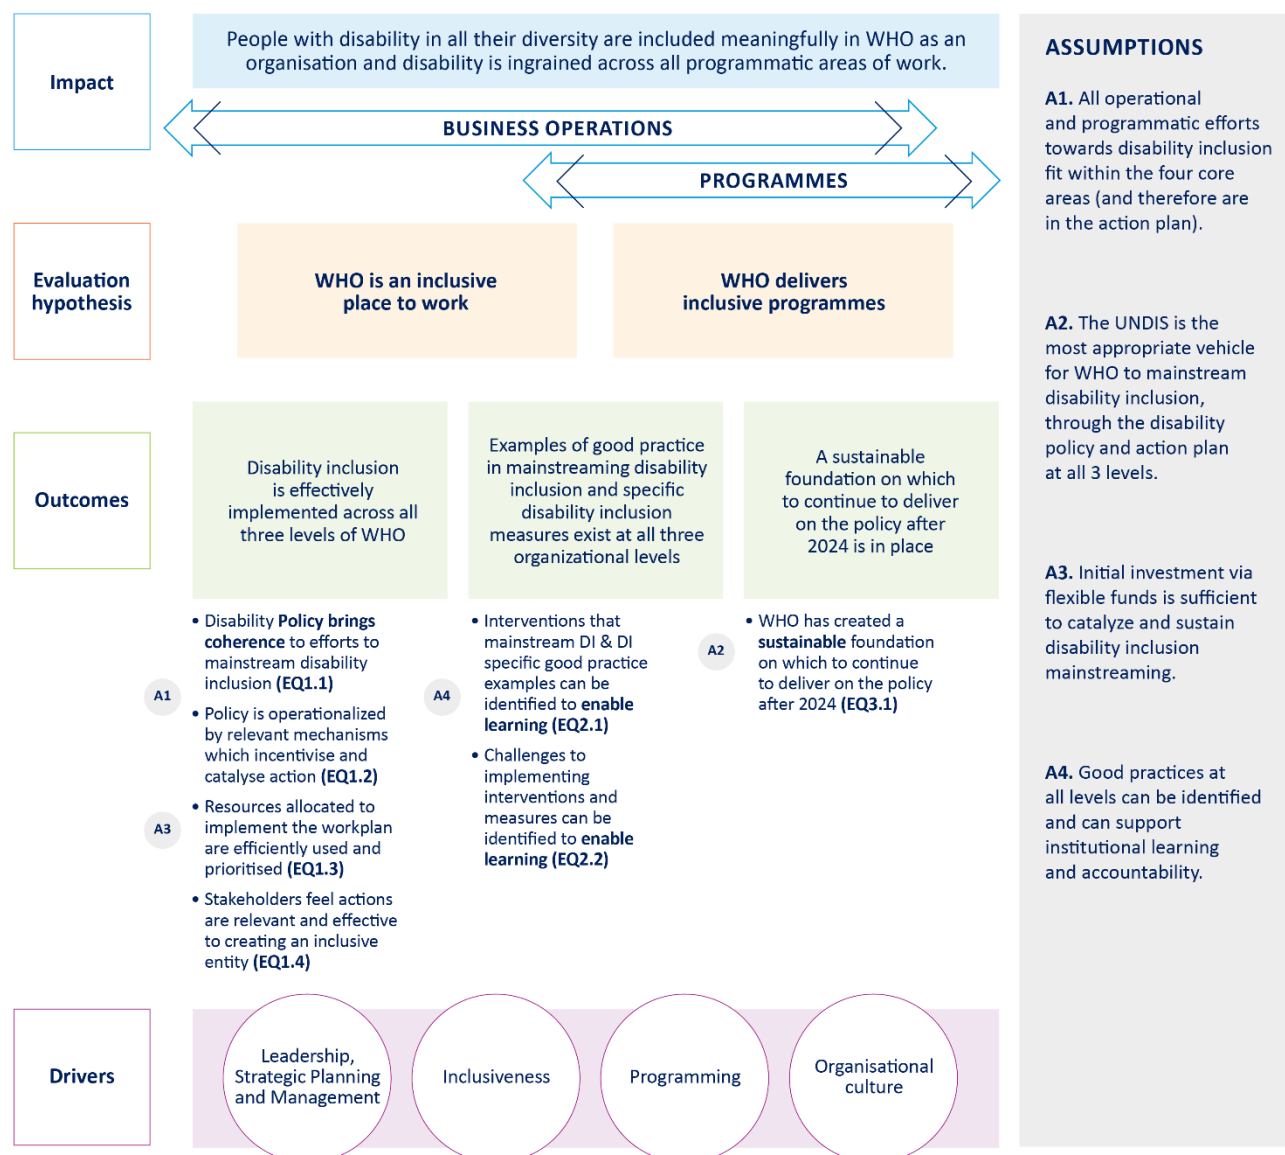 Impact
People with disability in all their diversity are included meaningfully in WHO as an
organisation and disability is ingrained across all programmatic areas of work.
BUSINESS OPERATIONS
PROGRAMMES
Evaluation
hypothesis
WHO is an inclusive
place to work
WHO delivers
inclusive programmes
Outcomes
Disability inclusion
is effectively
implemented across all
three levels of WHO
Examples of good practice
in mainstreaming disability
inclusion and specific
disability inclusion
measures exist at all three
organizational levels
A sustainable
foundation on which
to continue to deliver
on the policy after
2024 is in place
A1
A3
• Disability Policy brings
coherence to efforts to
mainstream disability
inclusion (EQ1.1)
• Policy is operationalized
by relevant mechanisms
which incentivise and
catalyse action (EQ1.2)
• Resources allocated to
implement the workplan
are efficiently used and
prioritised (EQ1.3)
• Stakeholders feel actions
are relevant and effective
to creating an inclusive
entity (EQ1.4)
A4
• Interventions that
mainstream DI & DI
specific good practice
examples can be
identified to enable
learning (EQ2.1)
• Challenges to
implementing
interventions and
measures can be
identified to enable
learning (EQ2.2)
A2
• WHO has created a
sustainable foundation
on which to continue
to deliver on the policy
after 2024 (EQ3.1)
Drivers
Leadership,
Strategic Planning
and Management
Inclusiveness
Programming
Organisational
culture
ASSUMPTIONS
A1. All operational
and programmatic efforts
towards disability inclusion
fit within the four core
areas (and therefore are
in the action plan).
A2. The UNDIS is the
most appropriate vehicle
for WHO to mainstream
disability inclusion,
through the disability
policy and action plan
at all 3 levels.
A3. Initial investment via
flexible funds is sufficient
to catalyze and sustain
disability inclusion
mainstreaming.
A4. Good practices at
all levels can be identified
and can support
institutional learning
and accountability.